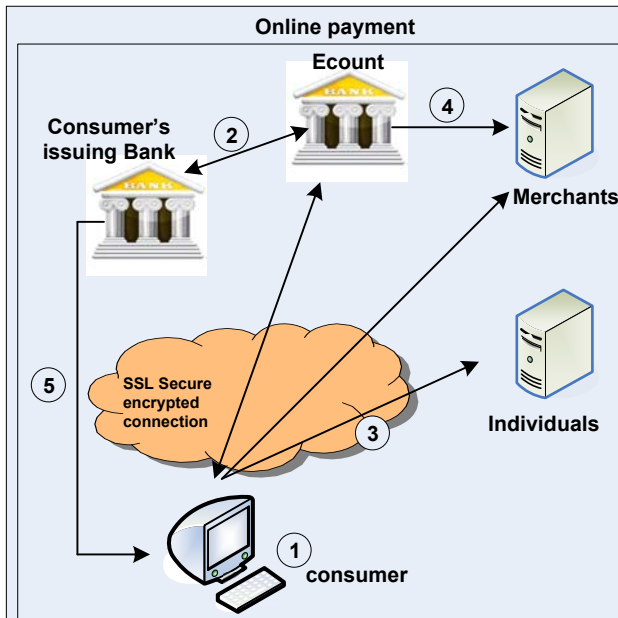 Online payment
Ecount
BANK
4
2
Consumer's
issuing Bank
BANK
Merchants
5
SSL Secure
encrypted
connection
3
Individuals
1
consumer